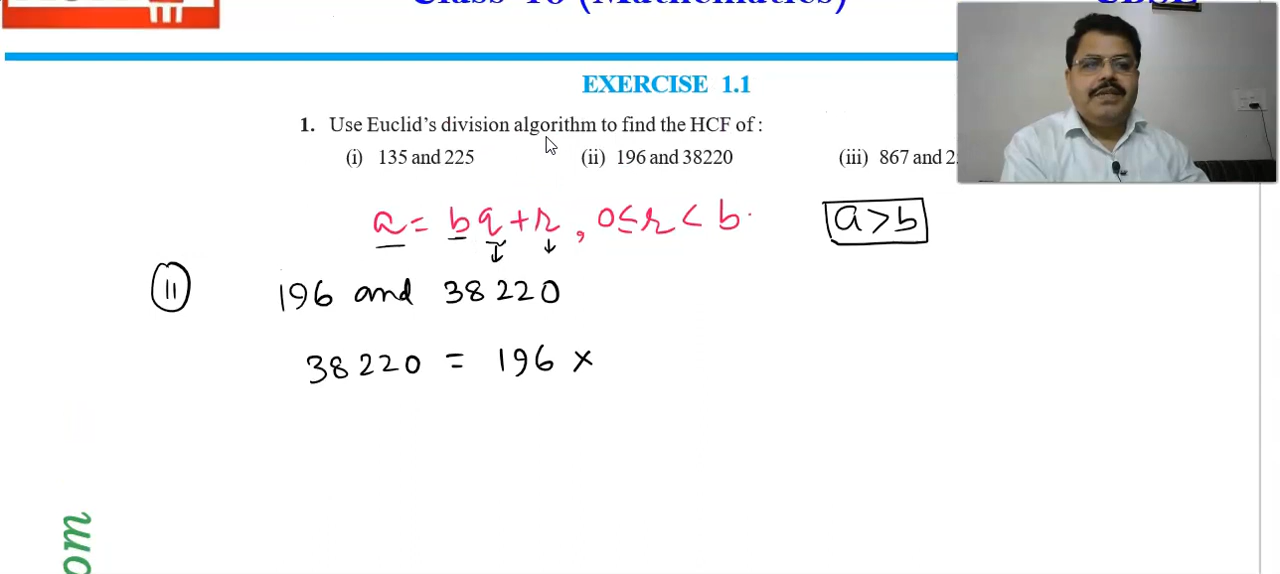 Class-10 (Mathematics)
EXERCISE 1.1
1. Use Euclid's division algorithm to find the HCF of :
(i) 135 and 225 (ii) 196 and 38220 (iii) 867 and 2
a = bq + r, 0 ≤ r < b. a > b
(ii) 196 and 38220
38220 = 196 ×
om